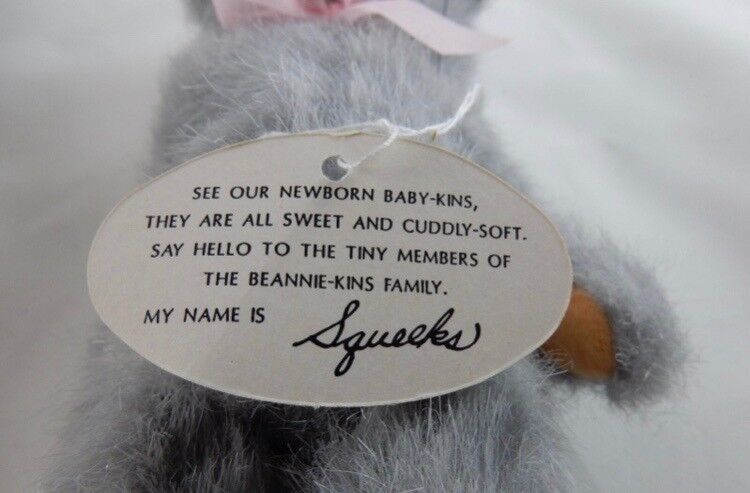 SEE OUR NEWBORN BABY-KINS,
THEY ARE ALL SWEET AND CUDDLY-SOFT.
SAY HELLO TO THE TINY MEMBERS OF
THE BEANNIE-KINS FAMILY.
MY NAME IS Squeeks